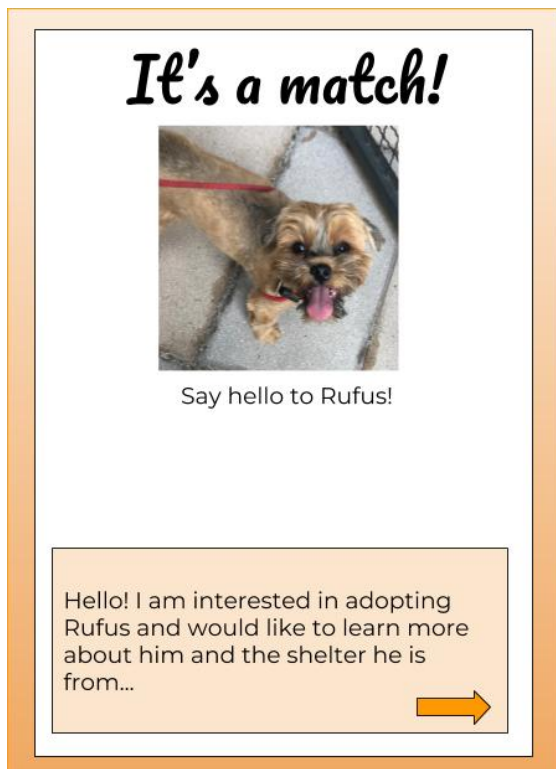 It's a match!
Say hello to Rufus!
Hello! I am interested in adopting
Rufus and would like to learn more
about him and the shelter he is
from...